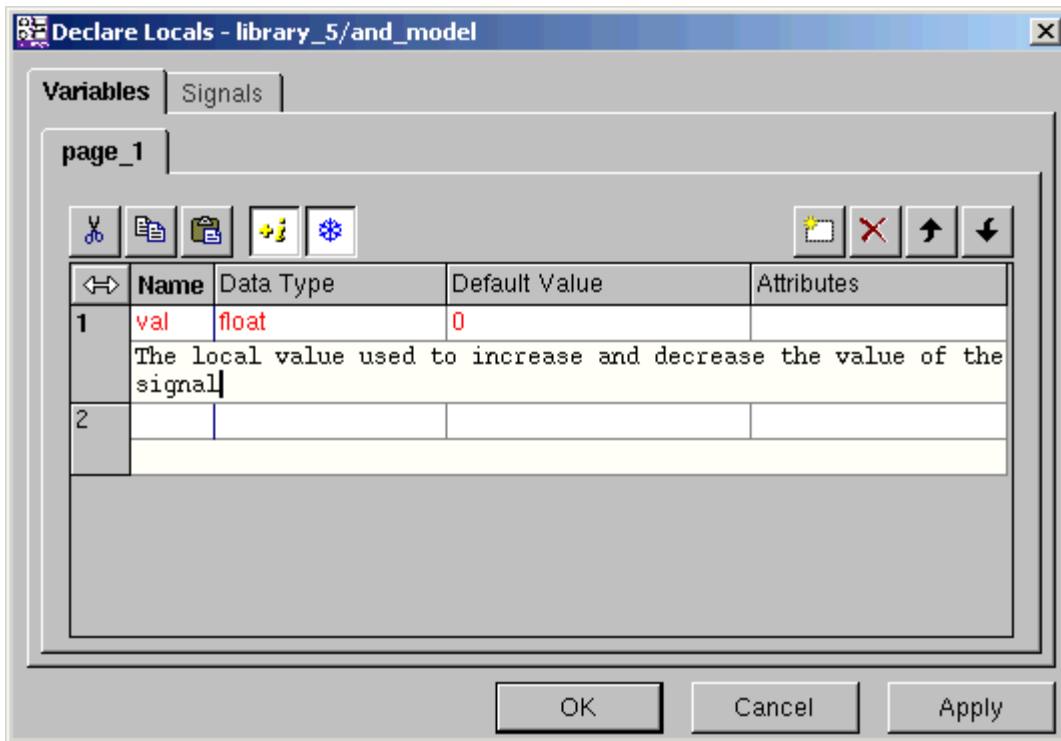 Declare Locals - library_5/and_model
Variables Signals
page_1
Name Data Type Default Value Attributes
1 val float 0
The local value used to increase and decrease the value of the
signal
2
OK Cancel Apply